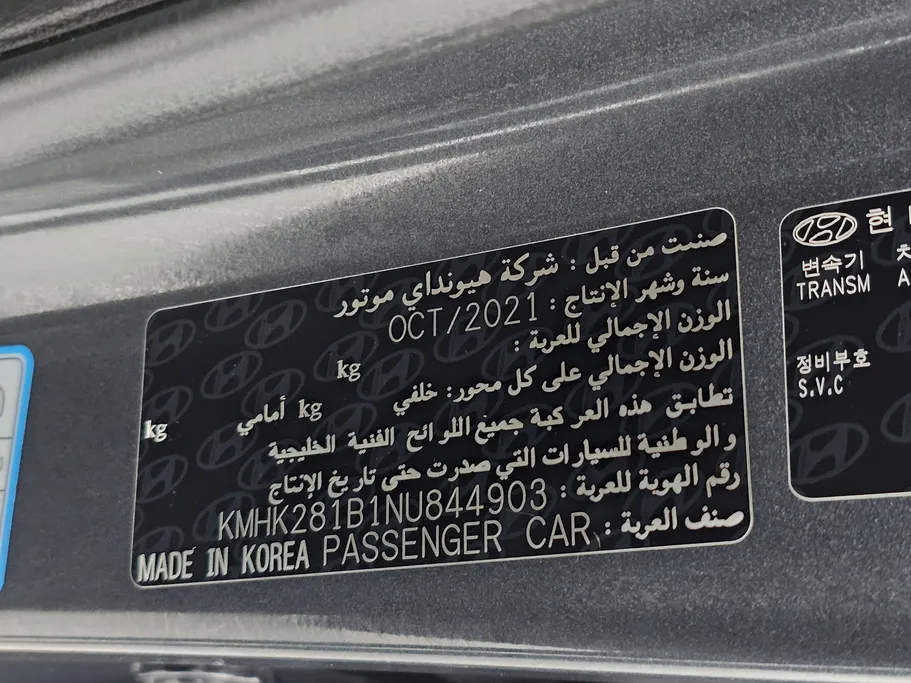 صنعت من قبل : شركة هيونداي موتور
سنة وشهر الإنتاج : OCT/2021
الوزن الإجمالي للعربة : kg
الوزن الإجمالي على كل محور: خلفي kg أمامي kg
تطابق هذه المركبة جميع اللوائح الفنية الخليجية
و الوطنية للسيارات التي صدرت حتى تاريخ الإنتاج
رقم الهوية للعربة : KMHK281B1NU844903
صنف العربة : PASSENGER CAR
MADE IN KOREA
현
변속기
TRANSM
정비부호
S.V.C